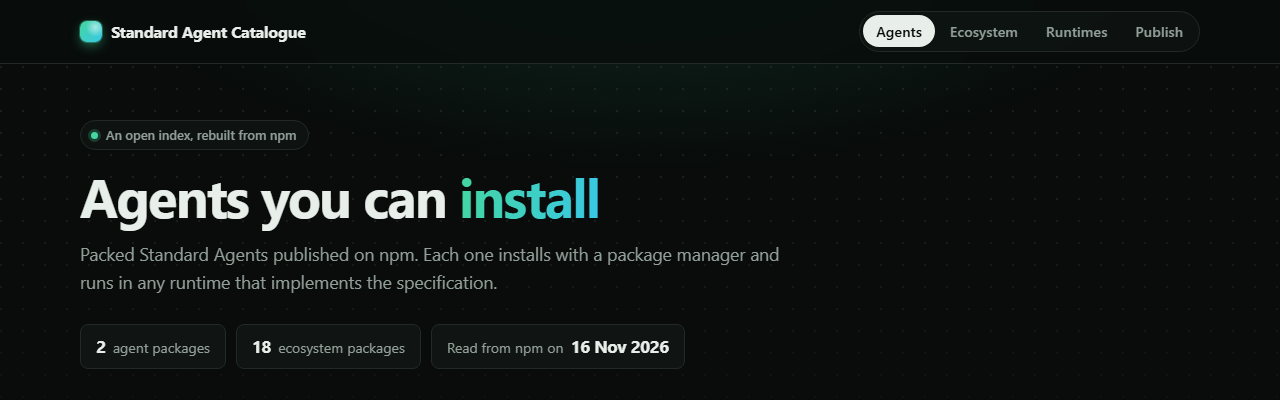 Standard Agent Catalogue
Agents Ecosystem Runtimes Publish
An open index, rebuilt from npm
Agents you can install
Packed Standard Agents published on npm. Each one installs with a package manager and
runs in any runtime that implements the specification.
2 agent packages 18 ecosystem packages Read from npm on 16 Nov 2026